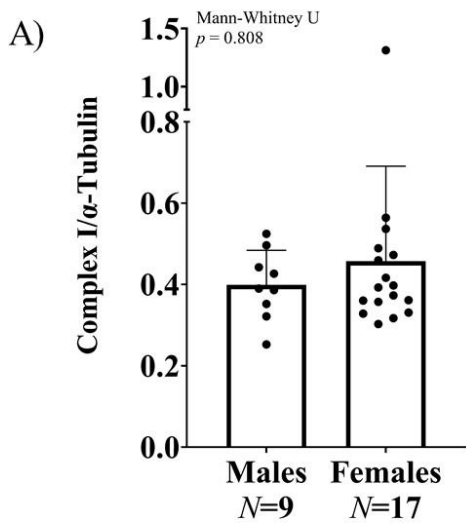 A)
Mann-Whitney U
p = 0.808
Complex I/α-Tubulin
1.5
1.0
0.8
0.6
0.4
0.2
0.0
Males Females
N=9 N=17